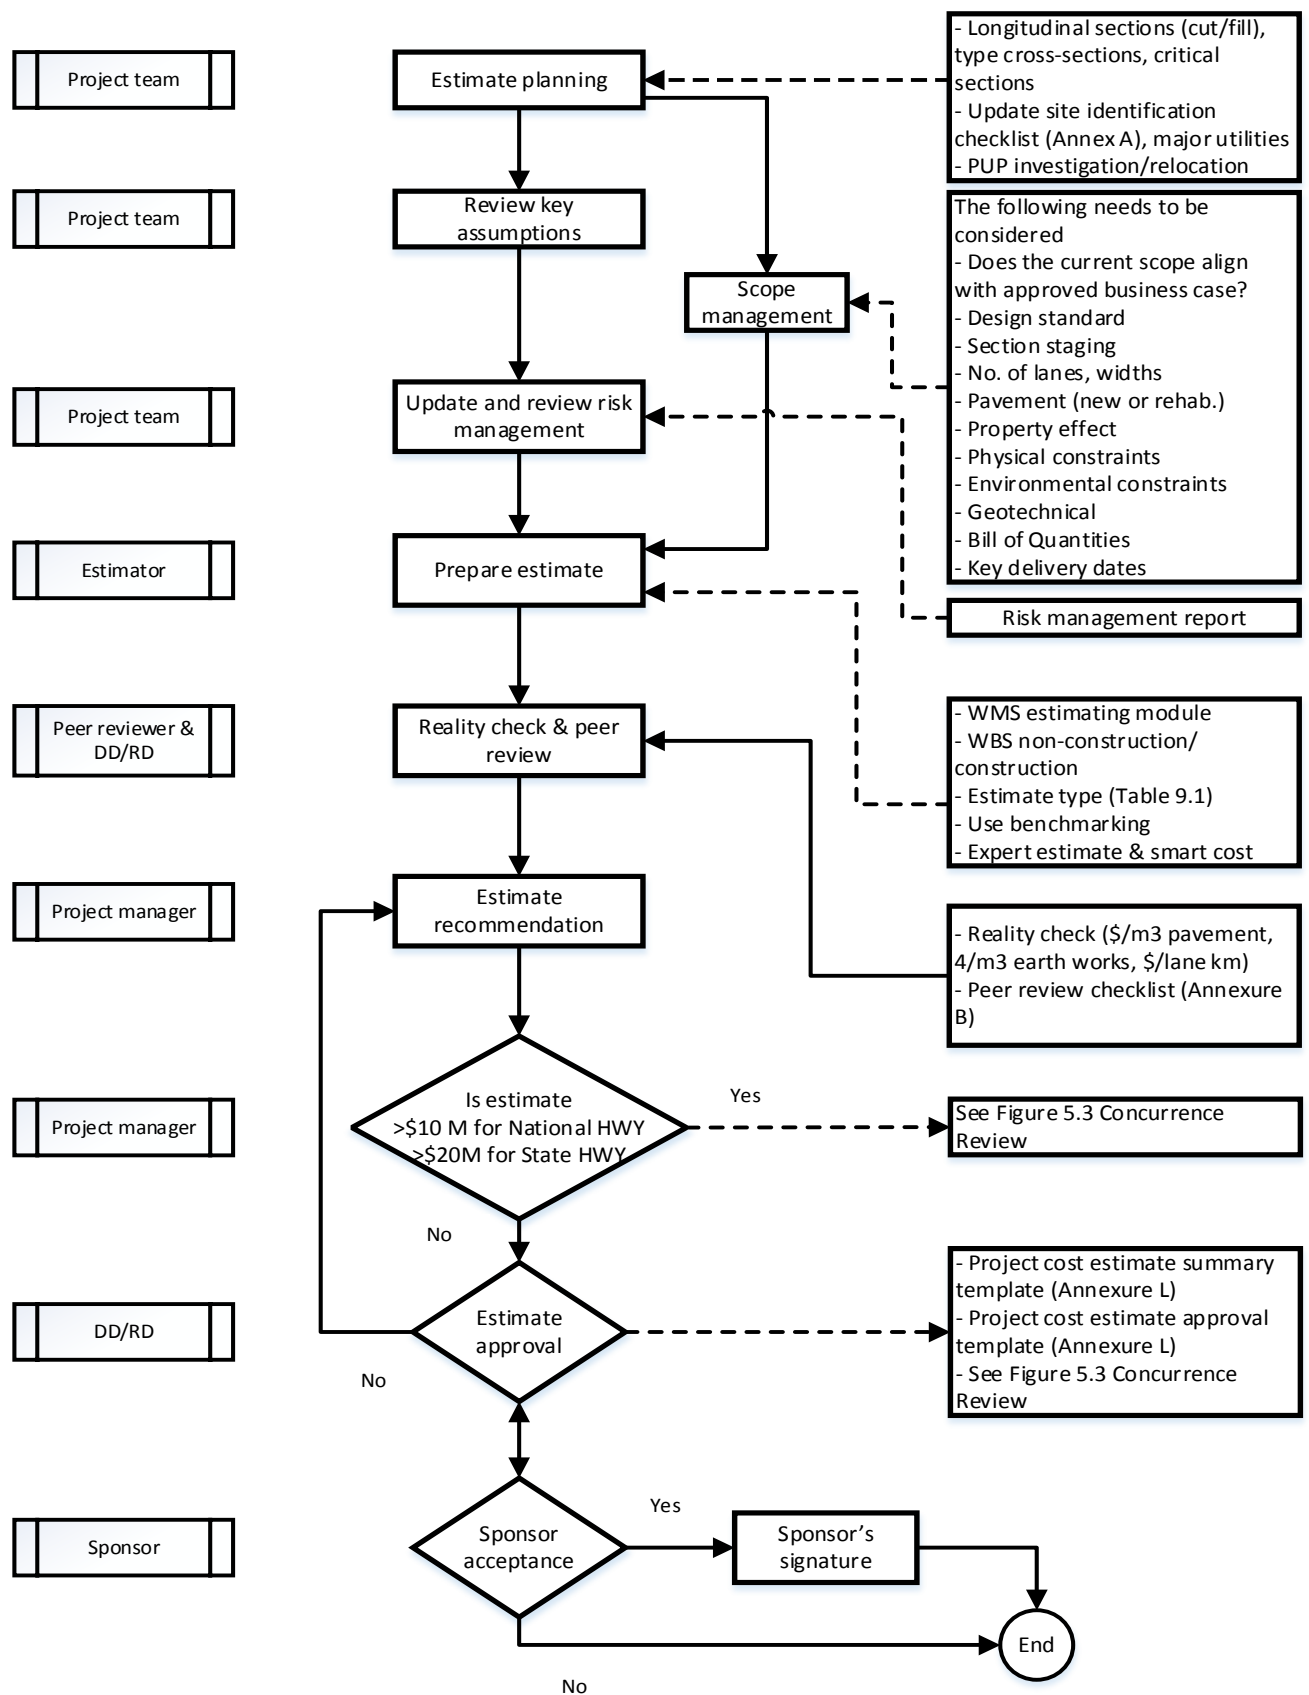 Project team
Estimate planning
- Longitudinal sections (cut/fill),
type cross-sections, critical
sections
- Update site identification
checklist (Annex A), major utilities
- PUP investigation/relocation
Project team
Review key
assumptions
Scope
management
The following needs to be
considered
- Does the current scope align
with approved business case?
- Design standard
- Section staging
- No. of lanes, widths
- Pavement (new or rehab.)
- Property effect
- Physical constraints
- Environmental constraints
- Geotechnical
- Bill of Quantities
- Key delivery dates
Project team
Update and review risk
management
Estimator
Prepare estimate
Risk management report
Peer reviewer &
DD/RD
Reality check & peer
review
- WMS estimating module
- WBS non-construction/
construction
- Estimate type (Table 9.1)
- Use benchmarking
- Expert estimate & smart cost
Project manager
Estimate
recommendation
- Reality check ($/m3 pavement,
4/m3 earth works, $/lane km)
- Peer review checklist (Annexure
B)
Project manager
Is estimate
>$10 M for National HWY
>$20M for State HWY
Yes
See Figure 5.3 Concurrence
Review
No
DD/RD
Estimate
approval
- Project cost estimate summary
template (Annexure L)
- Project cost estimate approval
template (Annexure L)
- See Figure 5.3 Concurrence
Review
No
Sponsor
Sponsor
acceptance
Yes
Sponsor's
signature
End
No